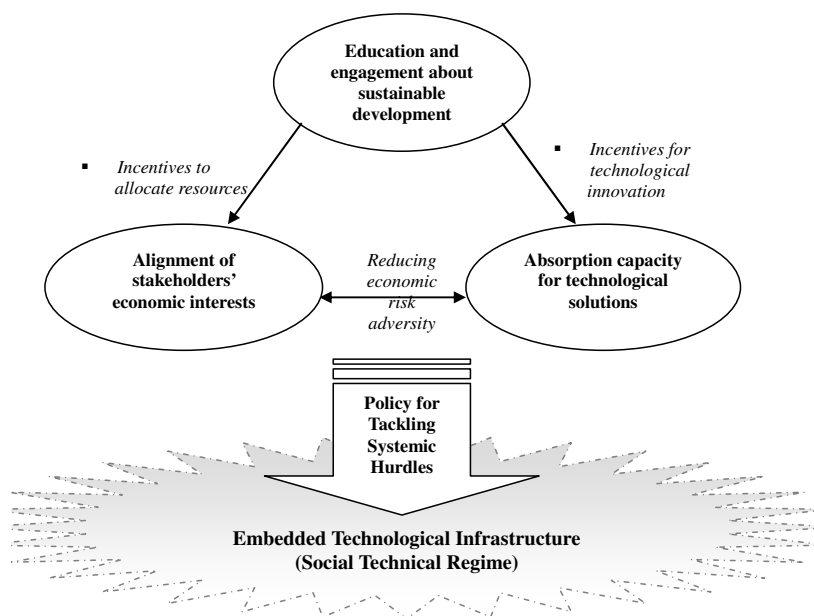 Education and
engagement about
sustainable
development
▪ Incentives to
allocate resources
▪ Incentives for
technological
innovation
Alignment of
stakeholders’
economic interests
Reducing
economic
risk
adversity
Absorption capacity
for technological
solutions
Policy for
Tackling
Systemic
Hurdles
Embedded Technological Infrastructure
(Social Technical Regime)